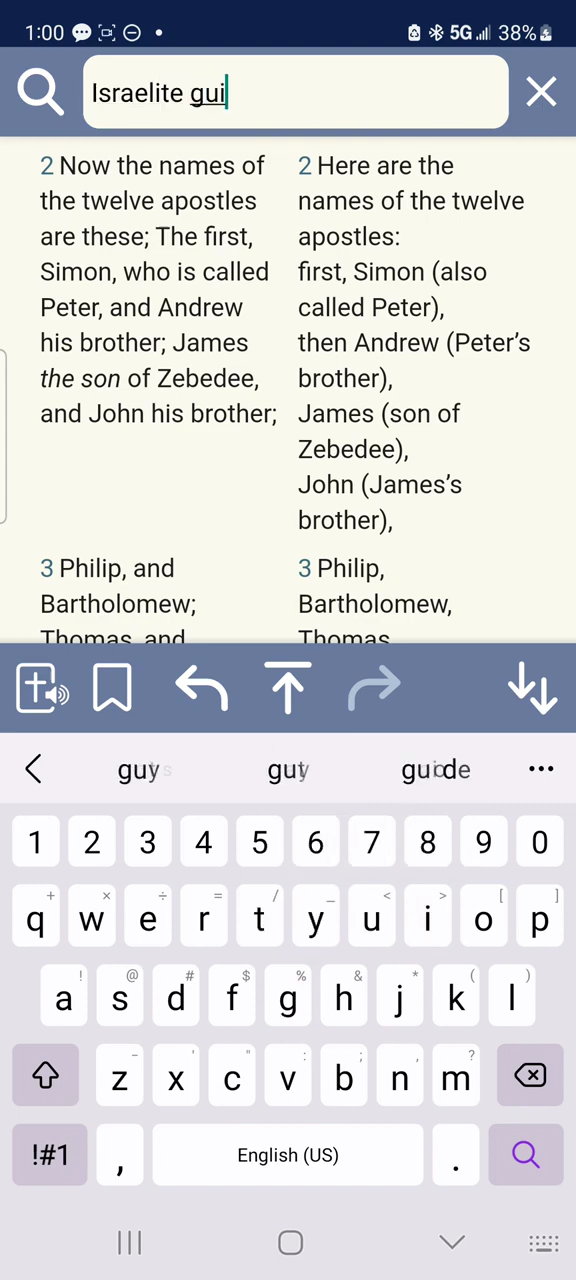 1:00 5G 38%
Israelite gui
2 Now the names of
the twelve apostles
are these; The first,
Simon, who is called
Peter, and Andrew
his brother; James
the son of Zebedee,
and John his brother;
2 Here are the
names of the twelve
apostles:
first, Simon (also
called Peter),
then Andrew (Peter’s
brother),
James (son of
Zebedee),
John (James’s
brother),
3 Philip, and
Bartholomew;
Thomas, and
3 Philip,
Bartholomew,
Thomas
guy gut guide
1 2 3 4 5 6 7 8 9 0
+ × ÷ = / _ < > [ ]
q w e r t y u i o p
! @ # $ % & j * ( )
a s d f g h j k l
- ' " : ; , ?
z x c v b n m
!#1 , English (US) .